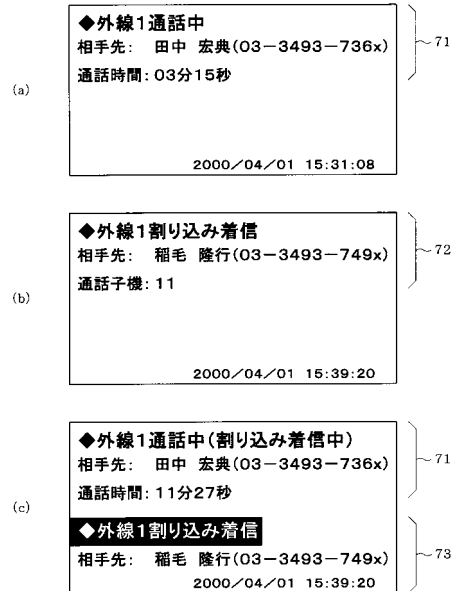 (a)
◆外線1通話中
相手先: 田中 宏典(03-3493-736x)
通話時間:03分15秒
2000/04/01 15:31:08
71
(b)
◆外線1割り込み着信
相手先: 稲毛 隆行(03-3493-749x)
通話子機:11
2000/04/01 15:39:20
72
(c)
◆外線1通話中(割り込み着信中)
相手先: 田中 宏典(03-3493-736x)
通話時間:11分27秒
71
◆外線1割り込み着信
相手先: 稲毛 隆行(03-3493-749x)
2000/04/01 15:39:20
73